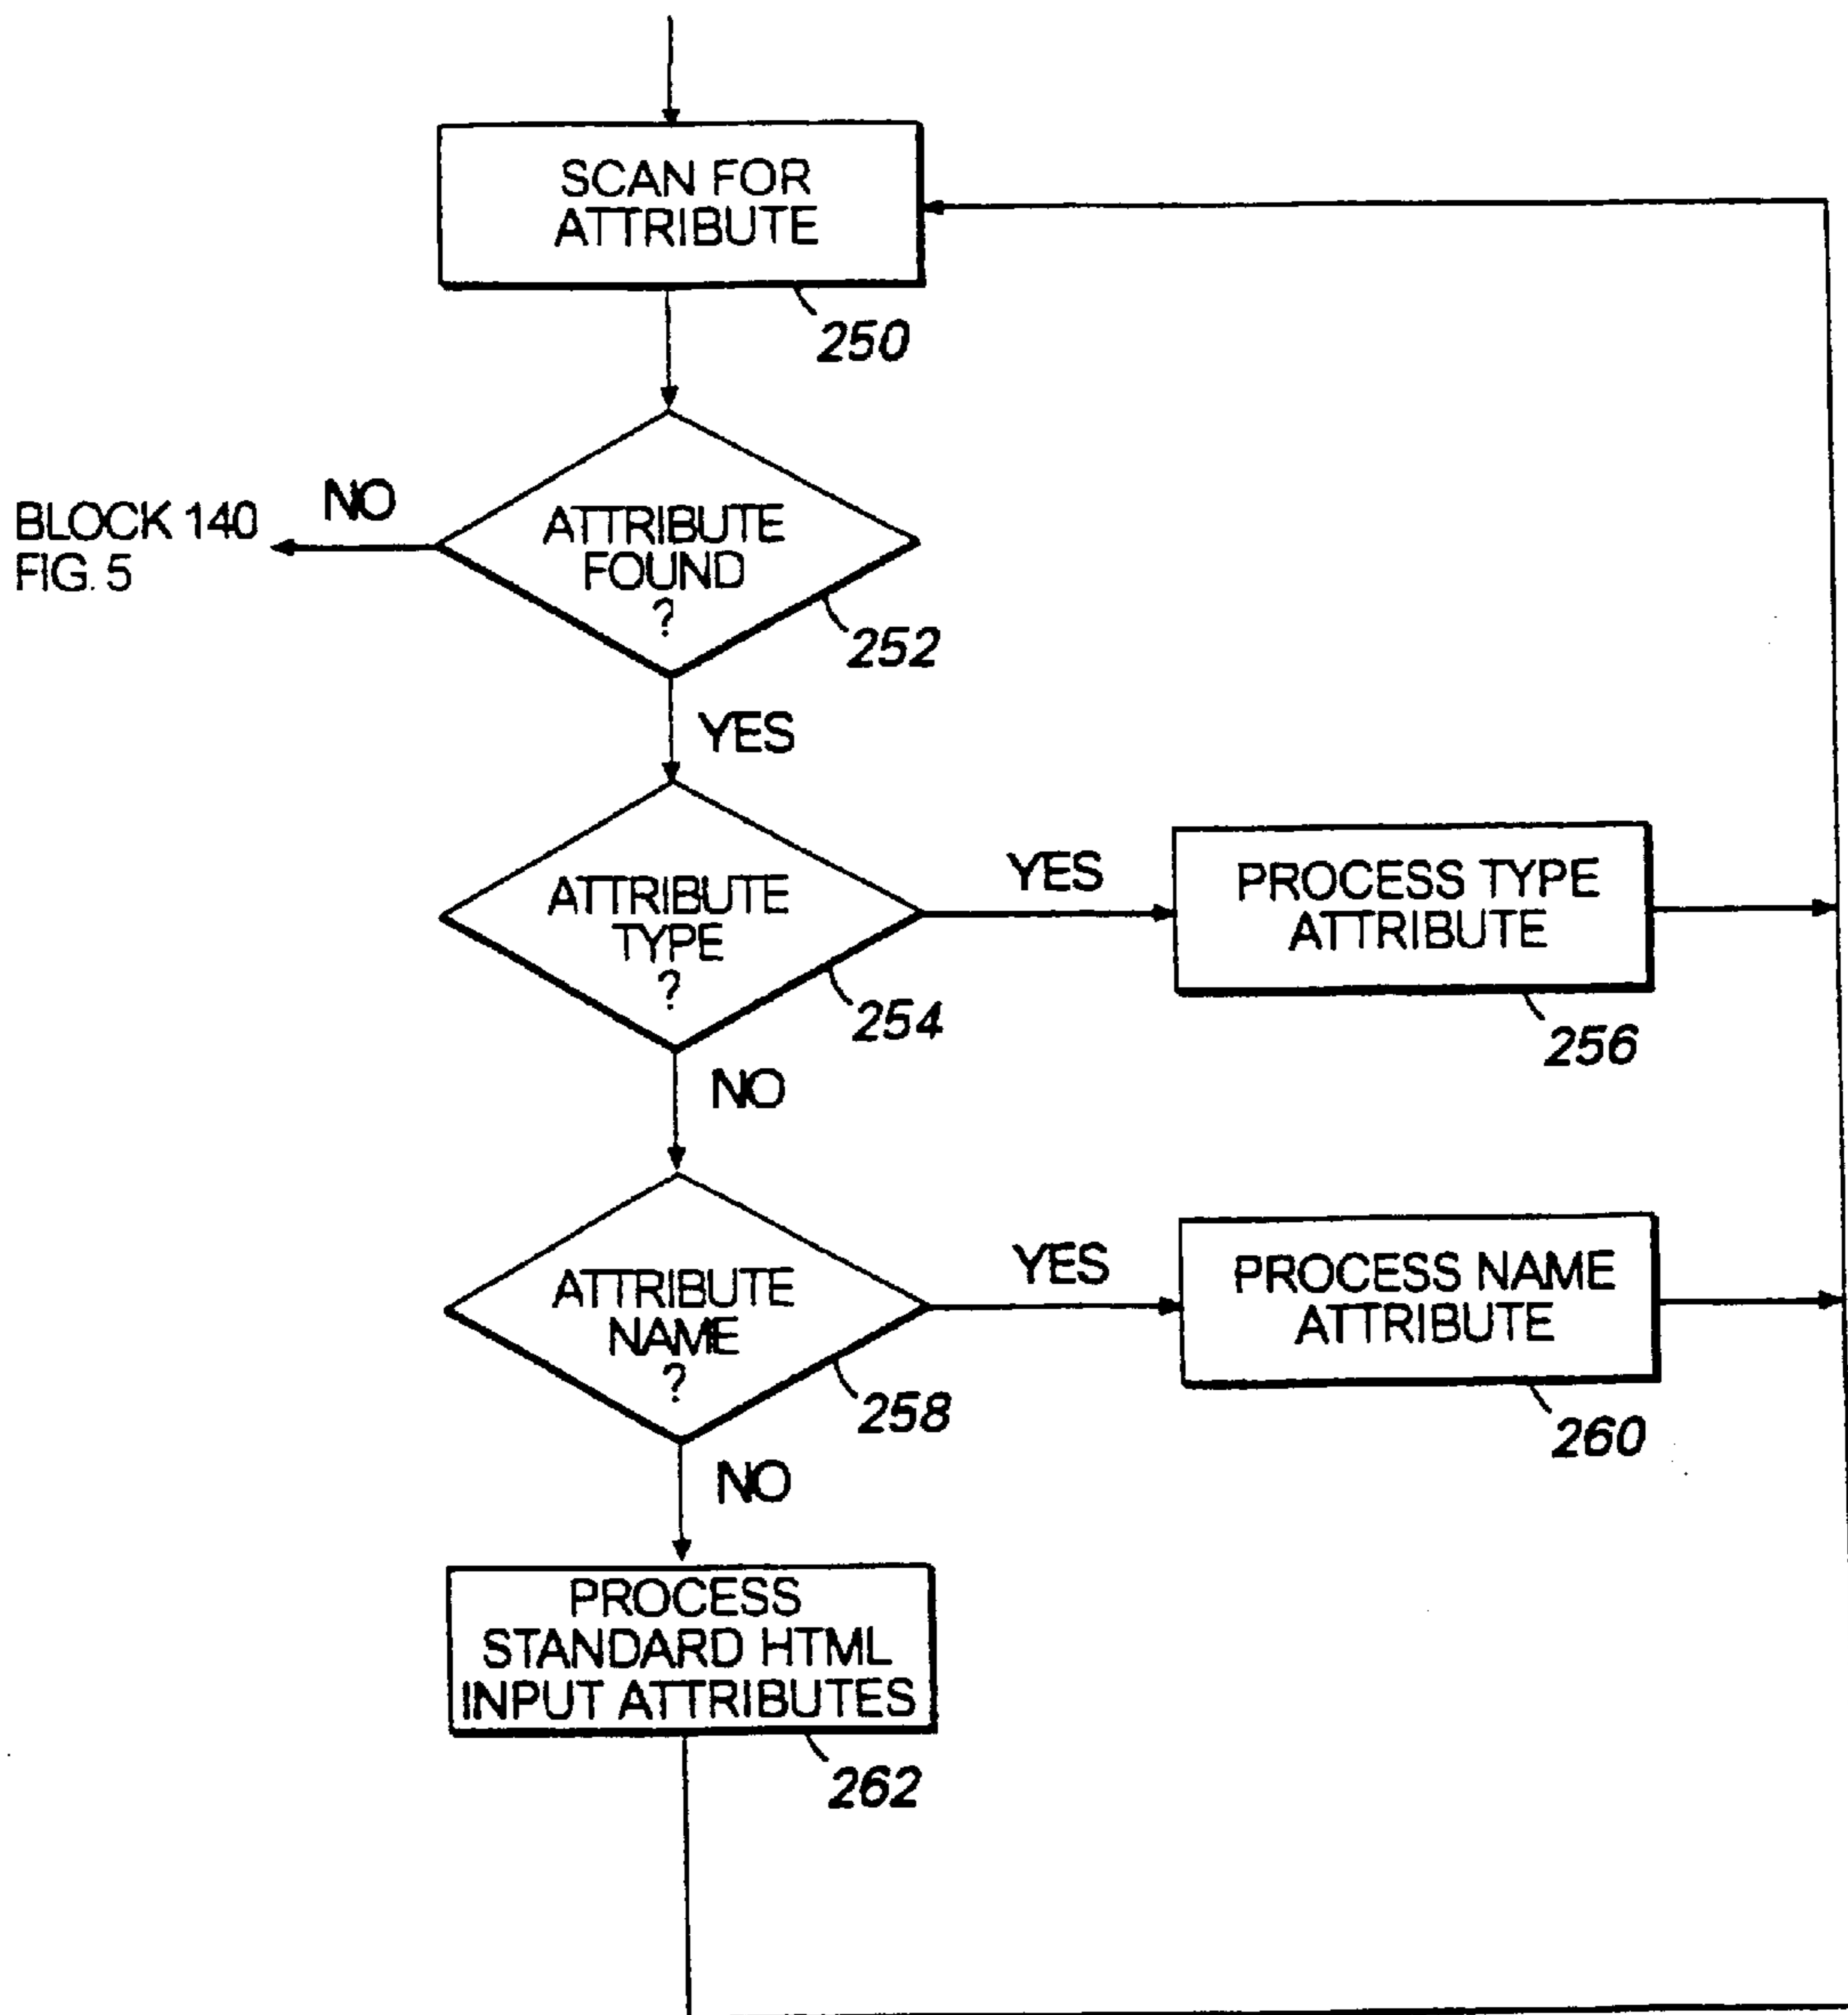 SCAN FOR
ATTRIBUTE
250
BLOCK 140
FIG. 5
NO
ATTRIBUTE
FOUND
?
252
YES
ATTRIBUTE
TYPE
?
254
YES
PROCESS TYPE
ATTRIBUTE
256
NO
ATTRIBUTE
NAME
?
258
YES
PROCESS NAME
ATTRIBUTE
260
NO
PROCESS
STANDARD HTML
INPUT ATTRIBUTES
262